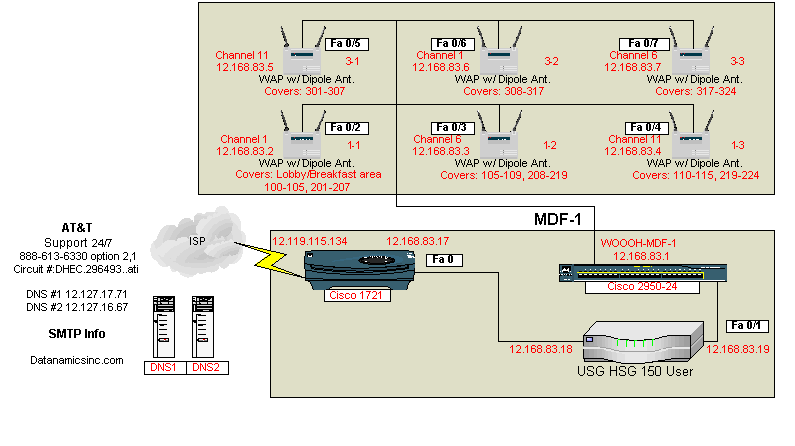 Fa 0/5
Channel 11
12.168.83.5
3-1
WAP w/ Dipole Ant.
Covers: 301-307
Fa 0/6
Channel 1
12.168.83.6
3-2
WAP w/ Dipole Ant.
Covers: 308-317
Fa 0/7
Channel 6
12.168.83.7
3-3
WAP w/ Dipole Ant.
Covers: 317-324
Fa 0/2
Channel 1
12.168.83.2
1-1
WAP w/ Dipole Ant.
Covers: Lobby/Breakfast area
100-105, 201-207
Fa 0/3
Channel 6
12.168.83.3
1-2
WAP w/ Dipole Ant.
Covers: 105-109, 208-219
Fa 0/4
Channel 11
12.168.83.4
1-3
WAP w/ Dipole Ant.
Covers: 110-115, 219-224
MDF-1
AT&T
Support 24/7
888-613-6330 option 2,1
Circuit #:DHEC.296493..ati
DNS #1 12.127.17.71
DNS #2 12.127.16.67
SMTP Info
Datanamicsinc.com
ISP
DNS1
DNS2
12.119.115.134
12.168.83.17
Fa 0
Cisco 1721
WOOOH-MDF-1
12.168.83.1
Cisco 2950-24
Fa 0/1
12.168.83.18
12.168.83.19
USG HSG 150 User